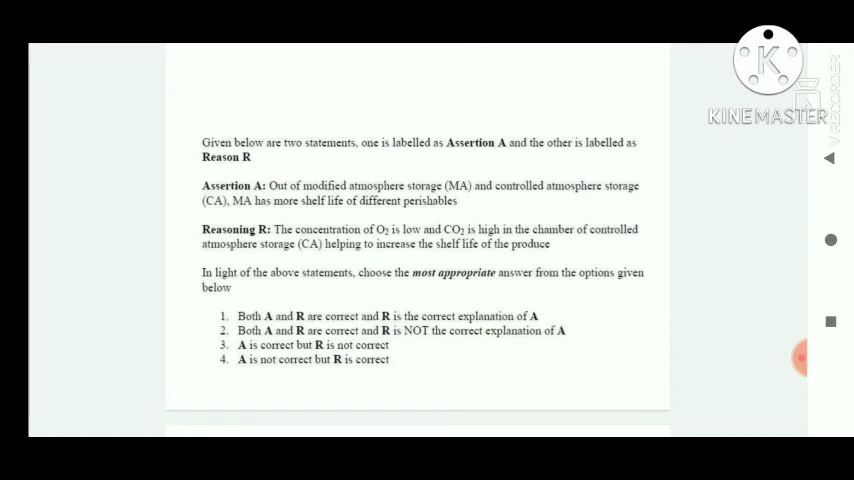 Given below are two statements, one is labelled as Assertion A and the other is labelled as
Reason R
Assertion A: Out of modified atmosphere storage (MA) and controlled atmosphere storage
(CA), MA has more shelf life of different perishables
Reasoning R: The concentration of O₂ is low and CO₂ is high in the chamber of controlled
atmosphere storage (CA) helping to increase the shelf life of the produce
In light of the above statements, choose the most appropriate answer from the options given
below
1. Both A and R are correct and R is the correct explanation of A
2. Both A and R are correct and R is NOT the correct explanation of A
3. A is correct but R is not correct
4. A is not correct but R is correct
K
KINEMASTER
V RECORDER